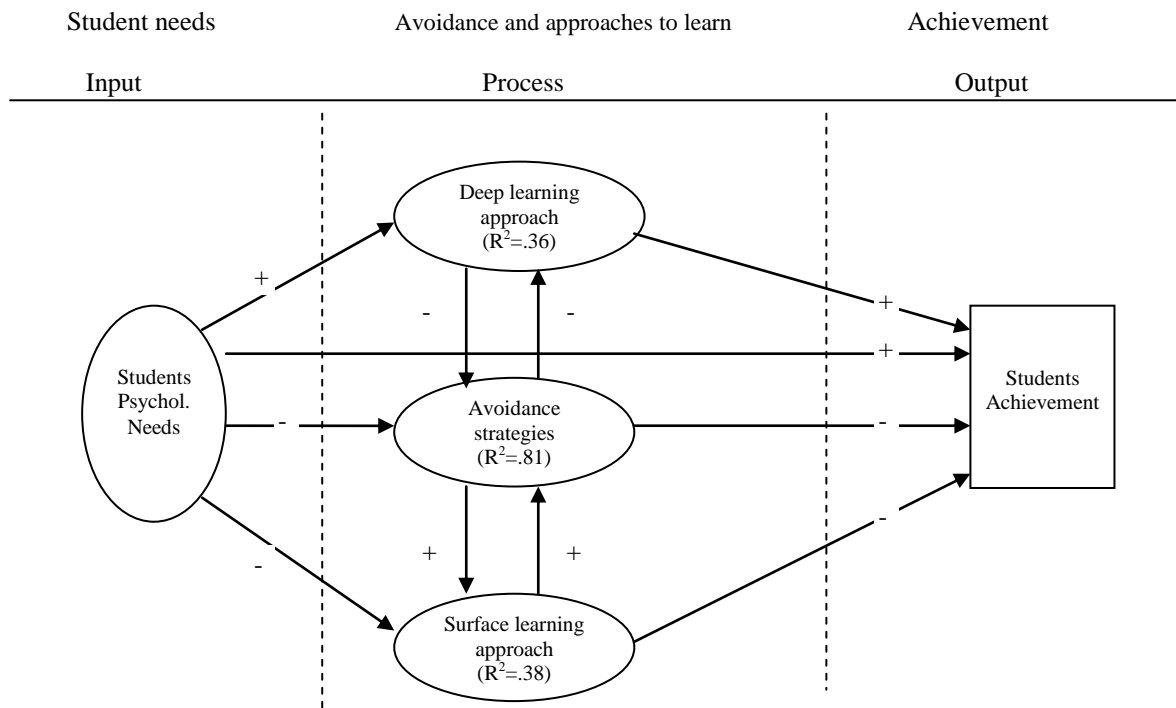 Student needs
Avoidance and approaches to learn
Achievement
Input
Process
Output
Deep learning
approach
(R²=.36)
+
-
-
+
+
Students
Psychol.
Needs
Avoidance
strategies
(R²=.81)
Students
Achievement
-
-
+
+
-
-
Surface learning
approach
(R²=.38)